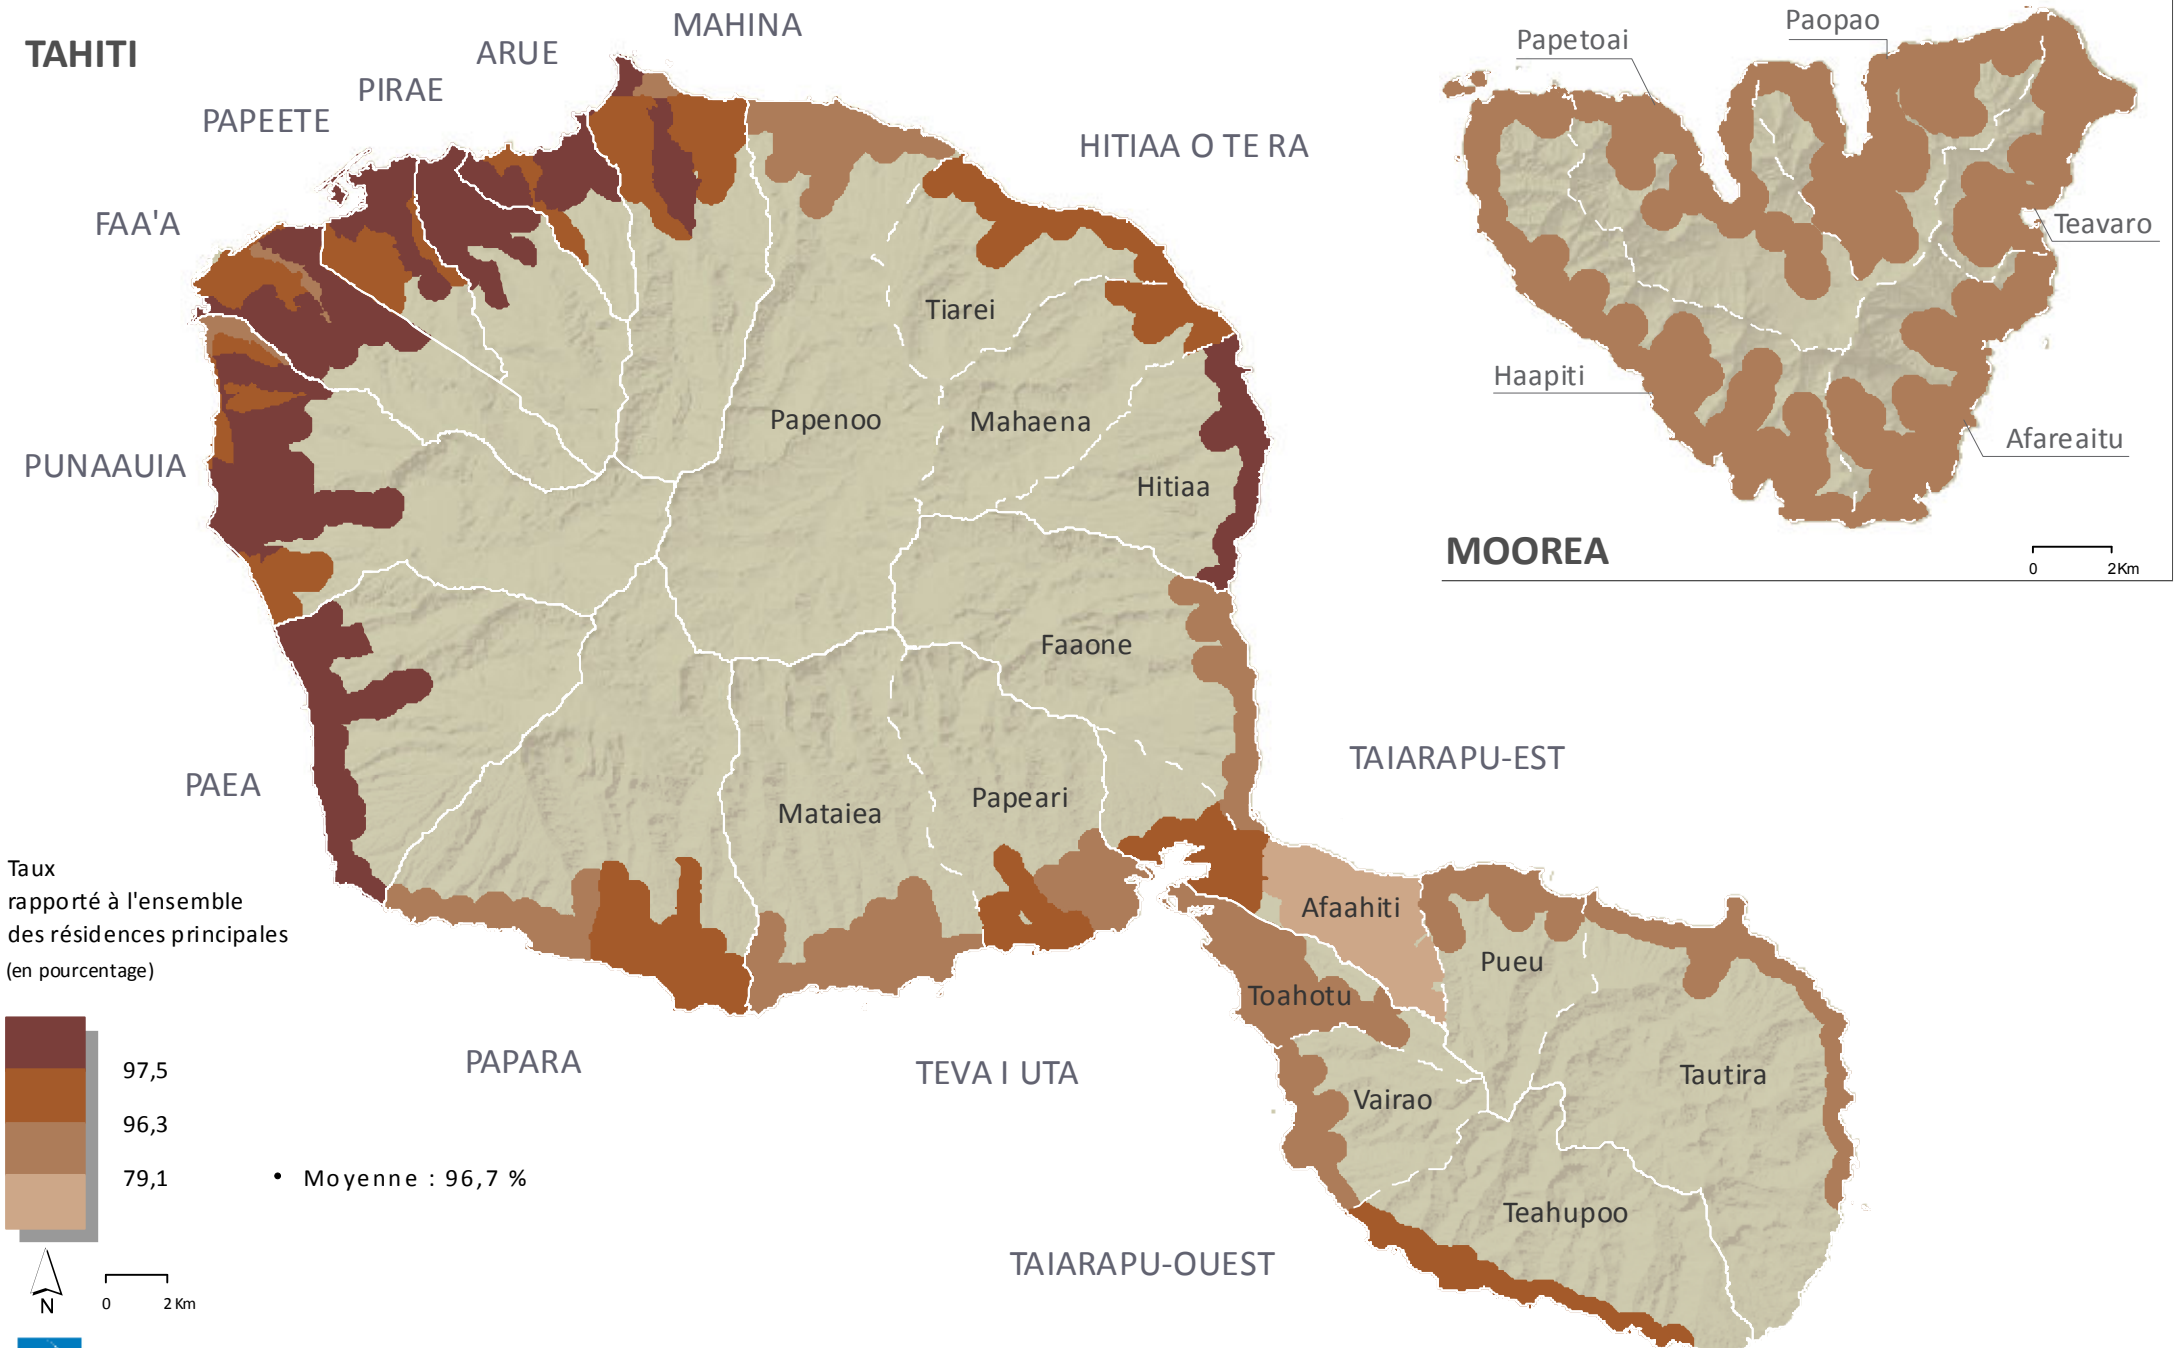 TAHITI
MAHINA
ARUE
PIRAE
PAPEETE
FAA'A
HITIAA O TE RA
PUNAAUIA
PAEA
PAPARA
TEVA I UTA
TAIARAPU-EST
TAIARAPU-OUEST
Tiarei
Papenoo
Mahaena
Hitiaa
Faaone
Mataiea
Papeari
Afaahiti
Pueu
Toahotu
Vairao
Tautira
Teahupoo
Papetoai
Paopao
Teavaro
Haapiti
Afareaitu
MOOREA
0 2Km
Taux
rapporté à l'ensemble
des résidences principales
(en pourcentage)
97,5
96,3
79,1
• Moyenne : 96,7 %
N
0 2 Km